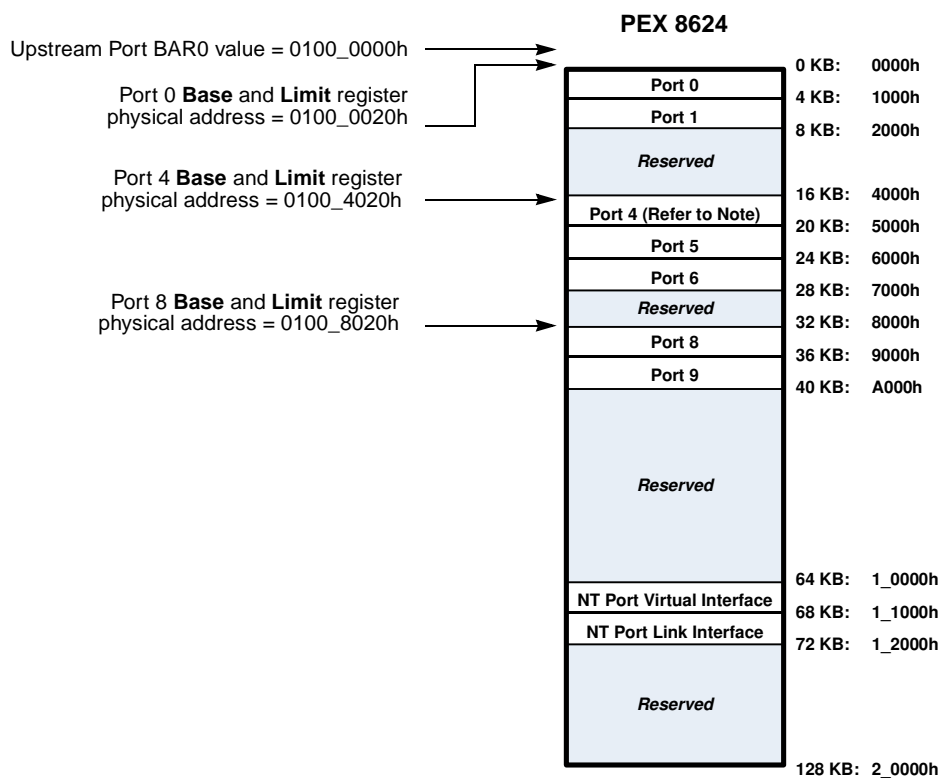 PEX 8624
Upstream Port BAR0 value = 0100_0000h
Port 0 Base and Limit register
physical address = 0100_0020h
Port 4 Base and Limit register
physical address = 0100_4020h
Port 8 Base and Limit register
physical address = 0100_8020h
0 KB: 0000h
Port 0
4 KB: 1000h
Port 1
8 KB: 2000h
Reserved
16 KB: 4000h
Port 4 (Refer to Note)
20 KB: 5000h
Port 5
24 KB: 6000h
Port 6
28 KB: 7000h
Reserved
32 KB: 8000h
Port 8
36 KB: 9000h
Port 9
40 KB: A000h
Reserved
64 KB: 1_0000h
NT Port Virtual Interface
68 KB: 1_1000h
NT Port Link Interface
72 KB: 1_2000h
Reserved
128 KB: 2_0000h